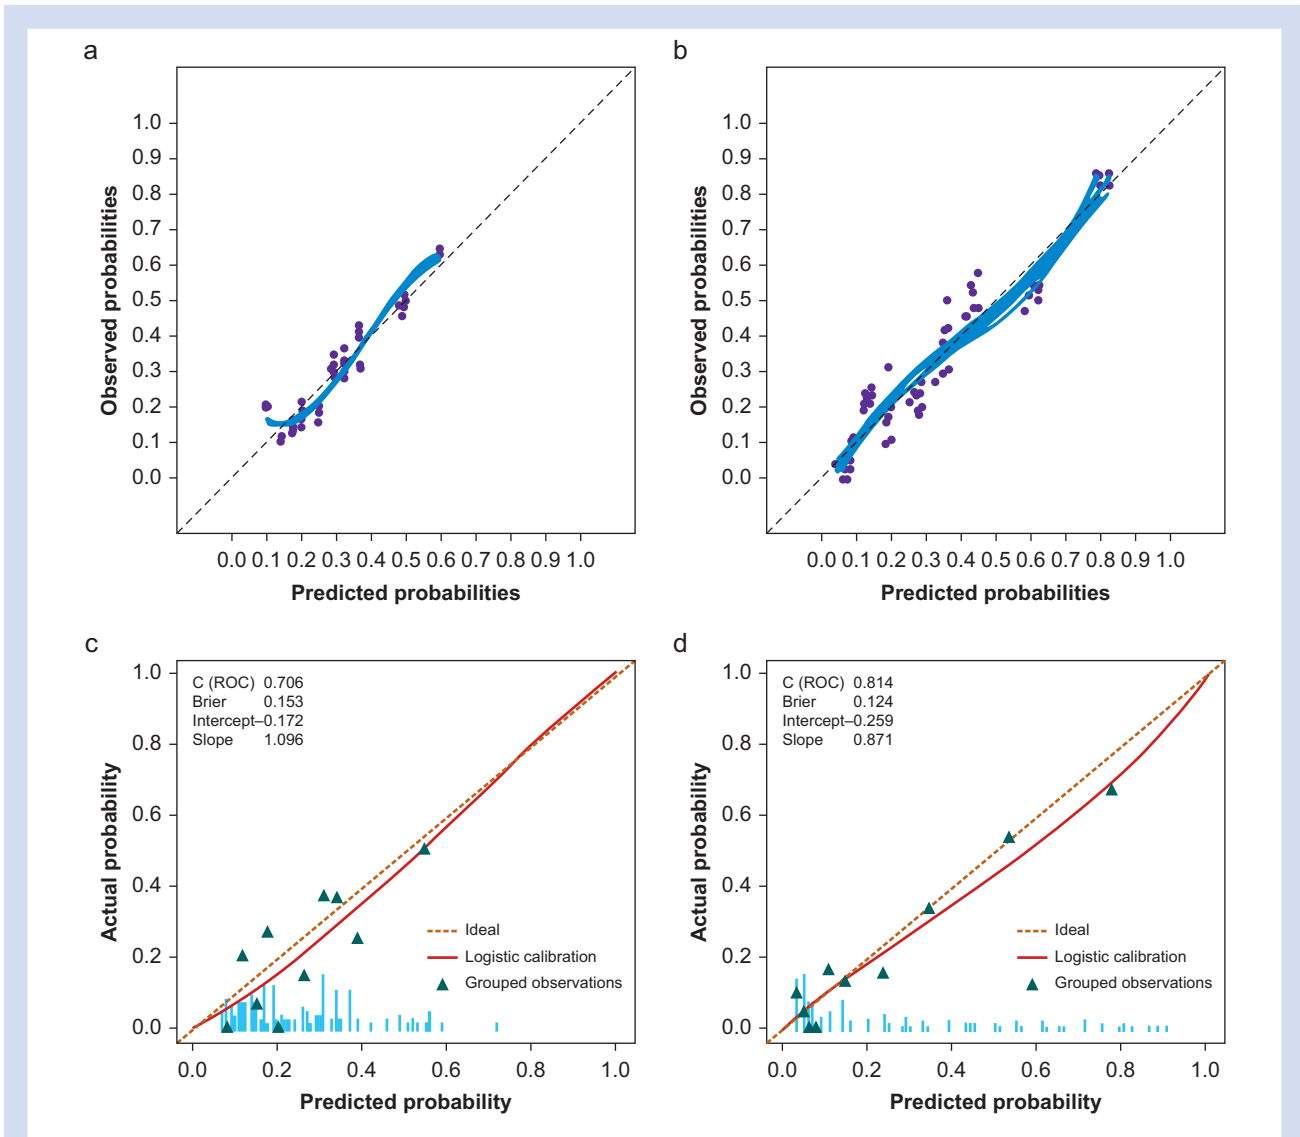 a
1.0
0.9
0.8
0.7
0.6
0.5
0.4
0.3
0.2
0.1
0.0
Observed probabilities
0.0 0.1 0.2 0.3 0.4 0.5 0.6 0.7 0.8 0.9 1.0
Predicted probabilities
b
1.0
0.9
0.8
0.7
0.6
0.5
0.4
0.3
0.2
0.1
0.0
Observed probabilities
0.0 0.1 0.2 0.3 0.4 0.5 0.6 0.7 0.8 0.9 1.0
Predicted probabilities
c
1.0
0.8
0.6
0.4
0.2
0.0
Actual probability
C (ROC) 0.706
Brier 0.153
Intercept–0.172
Slope 1.096
Ideal
Logistic calibration
Grouped observations
0.0 0.2 0.4 0.6 0.8 1.0
Predicted probability
d
1.0
0.8
0.6
0.4
0.2
0.0
Actual probability
C (ROC) 0.814
Brier 0.124
Intercept–0.259
Slope 0.871
Ideal
Logistic calibration
Grouped observations
0.0 0.2 0.4 0.6 0.8 1.0
Predicted probability